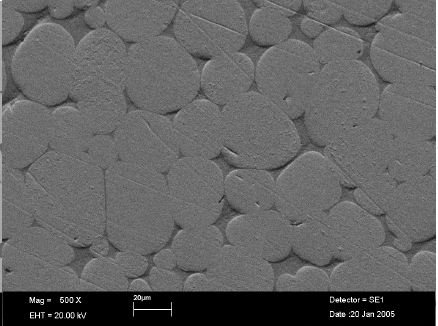 Mag = 500 X
EHT = 20.00 kV
20µm
Detector = SE1
Date :20 Jan 2005